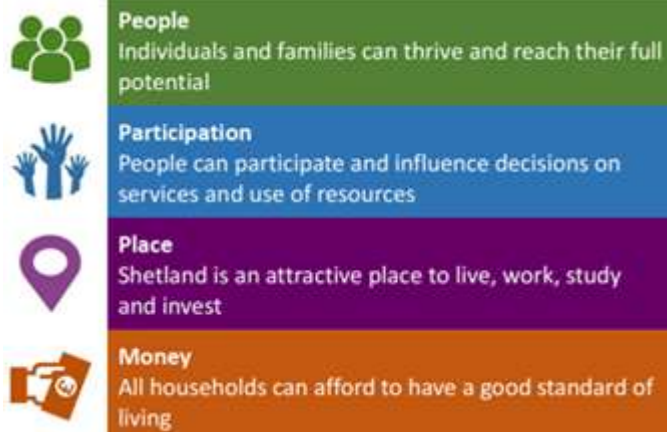 People
Individuals and families can thrive and reach their full
potential
Participation
People can participate and influence decisions on
services and use of resources
Place
Shetland is an attractive place to live, work, study
and invest
Money
All households can afford to have a good standard of
living